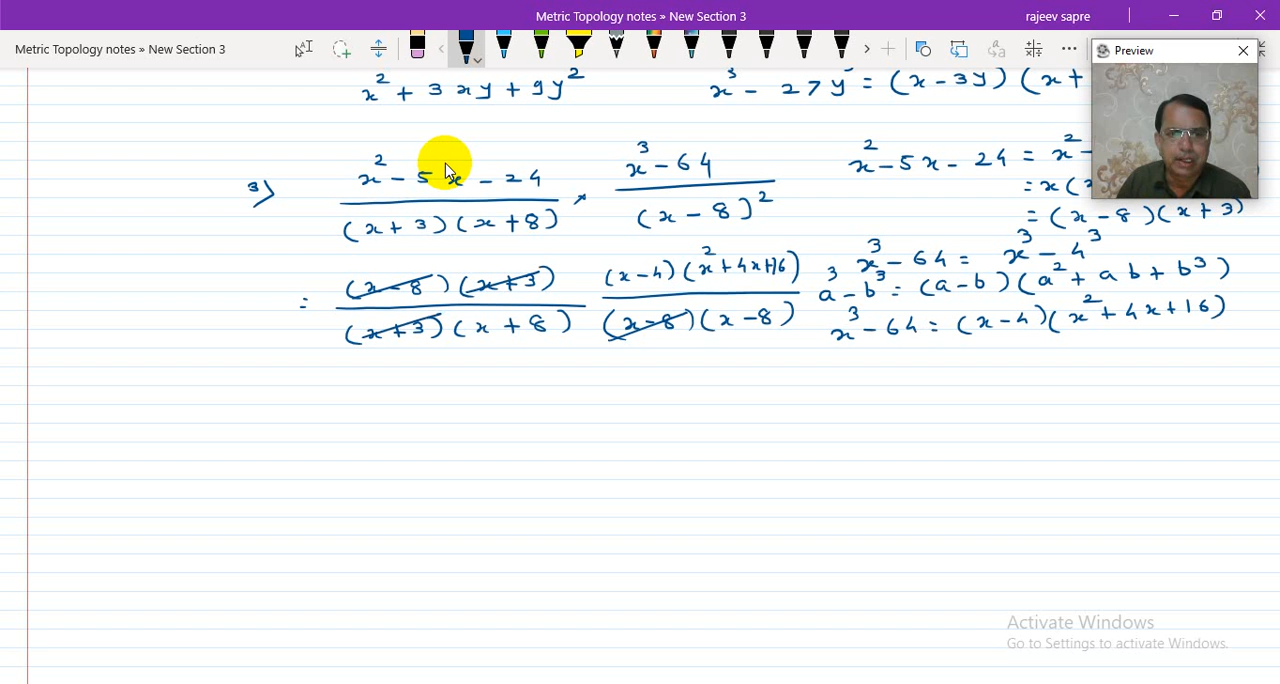 Metric Topology notes » New Section 3
rajeev sapre
Metric Topology notes » New Section 3
Preview
x² + 3xy + 9y²
x³ - 27y³ = (x-3y)(x+
3) x² - 5x - 24 / (x+3)(x+8) × x³ - 64 / (x-8)²
x² - 5x - 24 = x² -
= x(
= (x-8)(x+3)
= (x-8)(x+3) / (x+3)(x+8) (x-4)(x²+4x+16) / (x-8)(x-8)
x³ - 64 = x³ - 4³
a³ - b³ = (a-b)(a² + ab + b³)
x³ - 64 = (x-4)(x² + 4x + 16)
Activate Windows
Go to Settings to activate Windows.